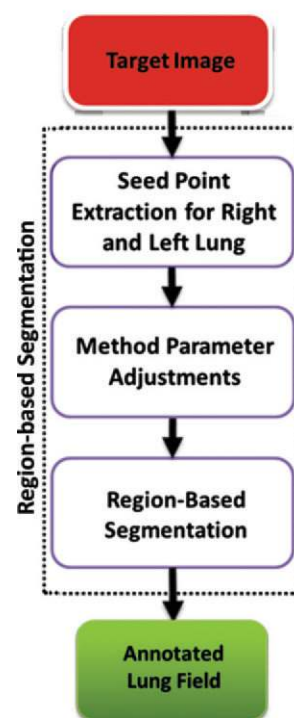 Target Image
Region-based Segmentation
Seed Point
Extraction for Right
and Left Lung
Method Parameter
Adjustments
Region-Based
Segmentation
Annotated
Lung Field